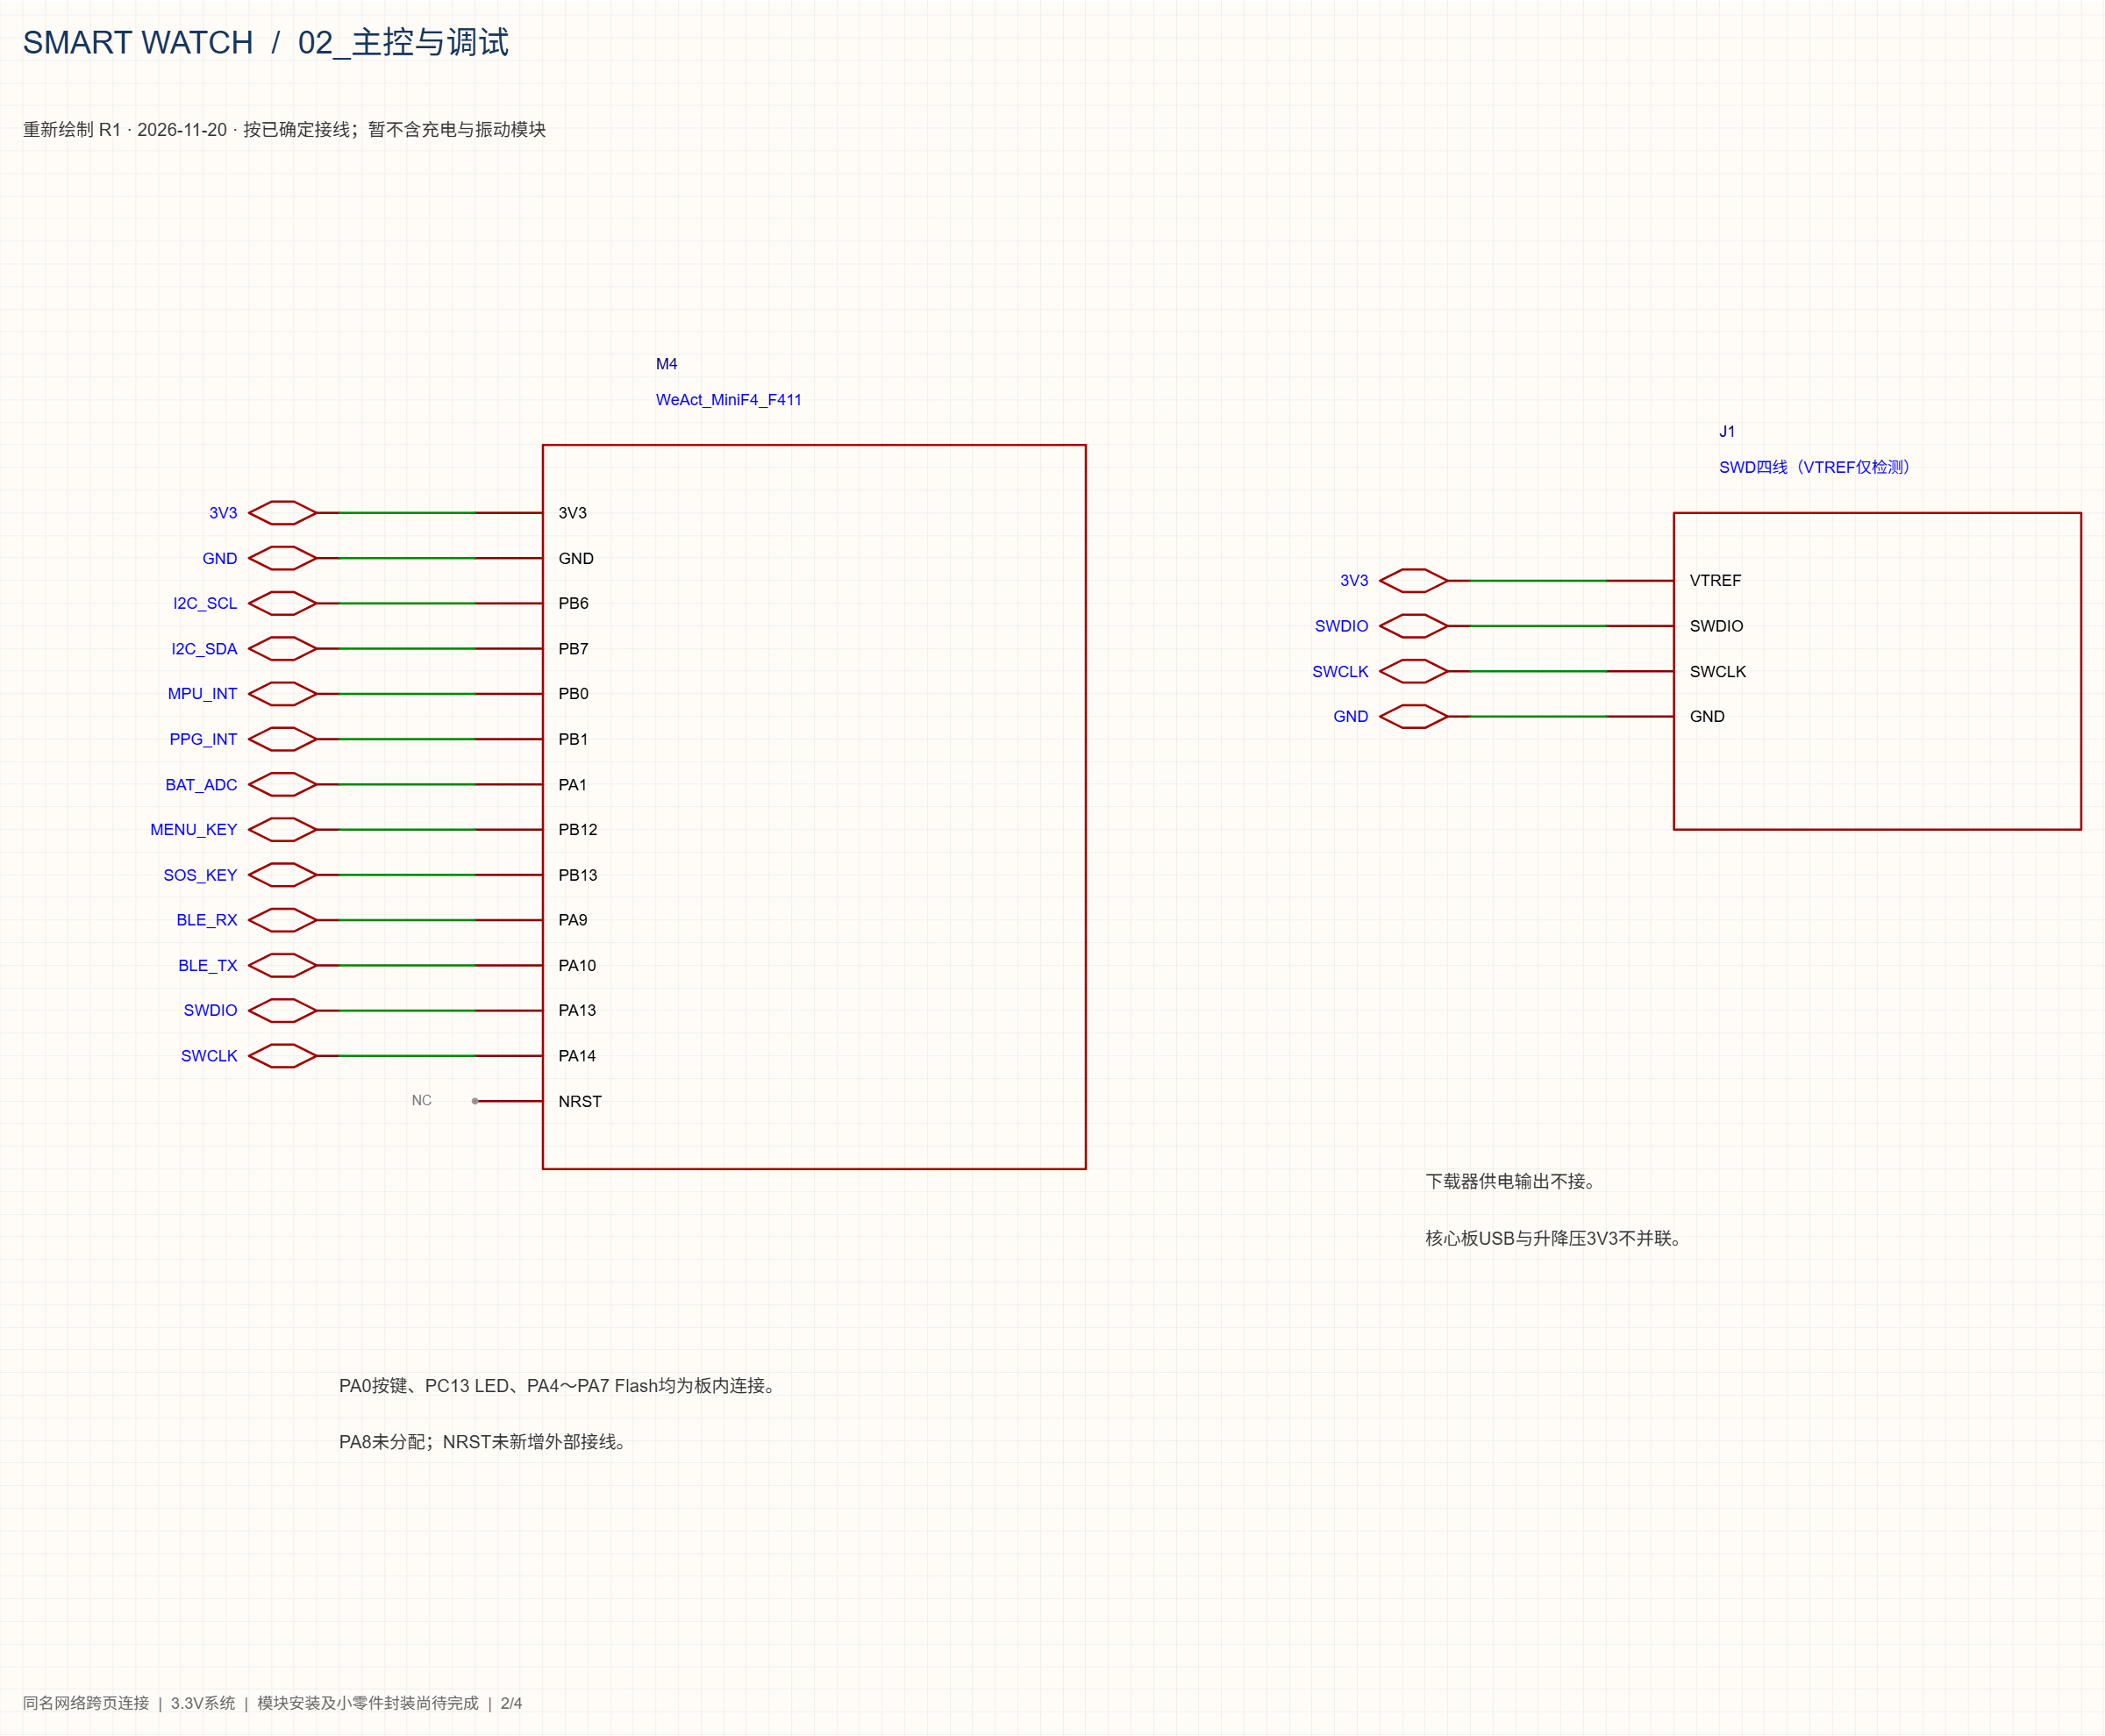 SMART WATCH / 02_主控与调试
重新绘制 R1 · 2026-11-20 · 按已确定接线；暂不含充电与振动模块
M4
WeAct_MiniF4_F411
3V3 3V3
GND GND
I2C_SCL PB6
I2C_SDA PB7
MPU_INT PB0
PPG_INT PB1
BAT_ADC PA1
MENU_KEY PB12
SOS_KEY PB13
BLE_RX PA9
BLE_TX PA10
SWDIO PA13
SWCLK PA14
NC NRST
J1
SWD四线（VTREF仅检测）
3V3 VTREF
SWDIO SWDIO
SWCLK SWCLK
GND GND
下载器供电输出不接。
核心板USB与升降压3V3不并联。
PA0按键、PC13 LED、PA4～PA7 Flash均为板内连接。
PA8未分配；NRST未新增外部接线。
同名网络跨页连接 | 3.3V系统 | 模块安装及小零件封装尚待完成 | 2/4